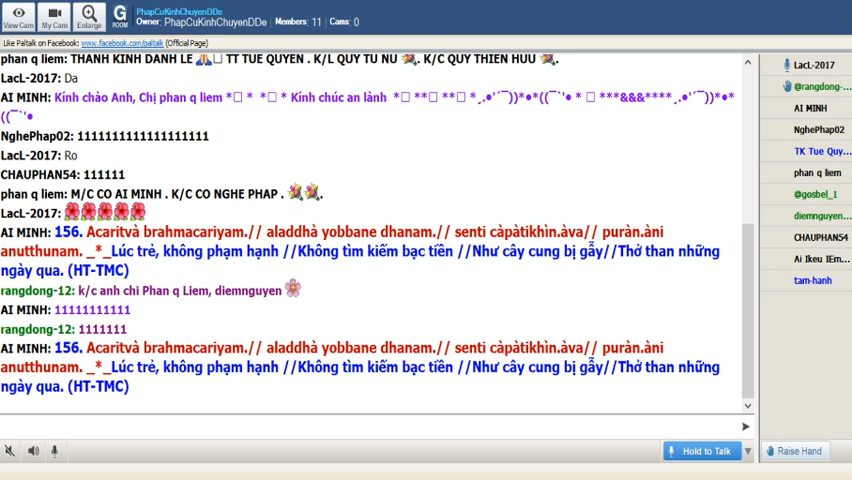 PhapCuKinhChuyenDDe
Owner: PhapCuKinhChuyenDDe Members: 11 Cams: 0
View Cam My Cam Enlarge G ROOM
Like Paltalk on Facebook: www.facebook.com/paltalk (Official Page)
phan q liem: THANH KINH DANH LE 🙏 TT TUE QUYEN . K/L QUY TU NU 💐. K/C QUY THIEN HUU 💐.
LacL-2017: Da
AI MINH: Kính chào Anh, Chị phan q liem *□ * *□ * Kính chúc an lành *□ **□ **□ *¸.•'´¯))*•*((¯`'• * □ ***&&&****¸.•'´¯))*•*
((¯`'•
NghePhap02: 1111111111111111111
LacL-2017: Ro
CHAUPHAN54: 111111
phan q liem: M/C CO AI MINH . K/C CO NGHE PHAP . 💐💐.
LacL-2017: 🌺🌺🌺🌺🌺
AI MINH: 156. Acaritvà brahmacariyam.// aladdhà yobbane dhanam.// senti càpàtikhìn.àva// puràn.àni
anutthunam. _*_Lúc trẻ, không phạm hạnh //Không tìm kiếm bạc tiền //Như cây cung bị gẫy//Thở than những
ngày qua. (HT-TMC)
rangdong-12: k/c anh chi Phan q Liem, diemnguyen 🌸
AI MINH: 11111111111
rangdong-12: 1111111
AI MINH: 156. Acaritvà brahmacariyam.// aladdhà yobbane dhanam.// senti càpàtikhìn.àva// puràn.àni
anutthunam. _*_Lúc trẻ, không phạm hạnh //Không tìm kiếm bạc tiền //Như cây cung bị gẫy//Thở than những
ngày qua. (HT-TMC)
Hold to Talk
LacL-2017
@rangdong-...
AI MINH
NghePhap02
TK Tue Quy...
phan q liem
@gosbel_1
diemnguyen...
CHAUPHAN54
Ai Ikeu IEm...
tam-hanh
Raise Hand